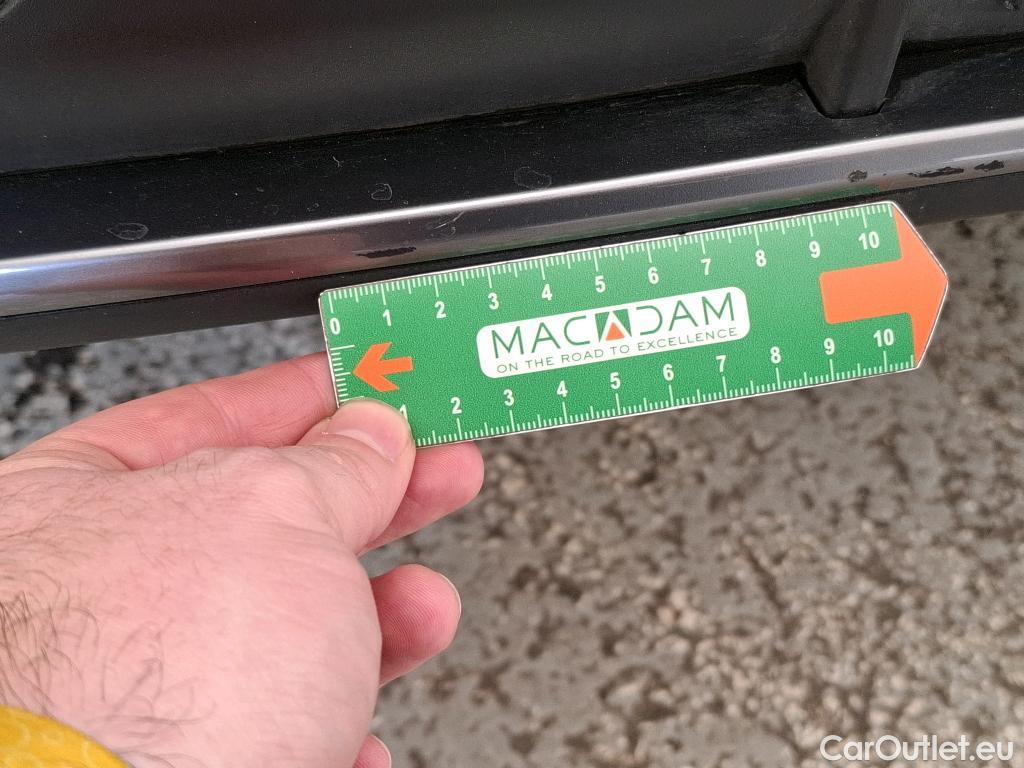 0 1 2 3 4 5 6 7 8 9 10
MACADAM
ON THE ROAD TO EXCELLENCE
1 2 3 4 5 6 7 8 9 10
CarOutlet.eu